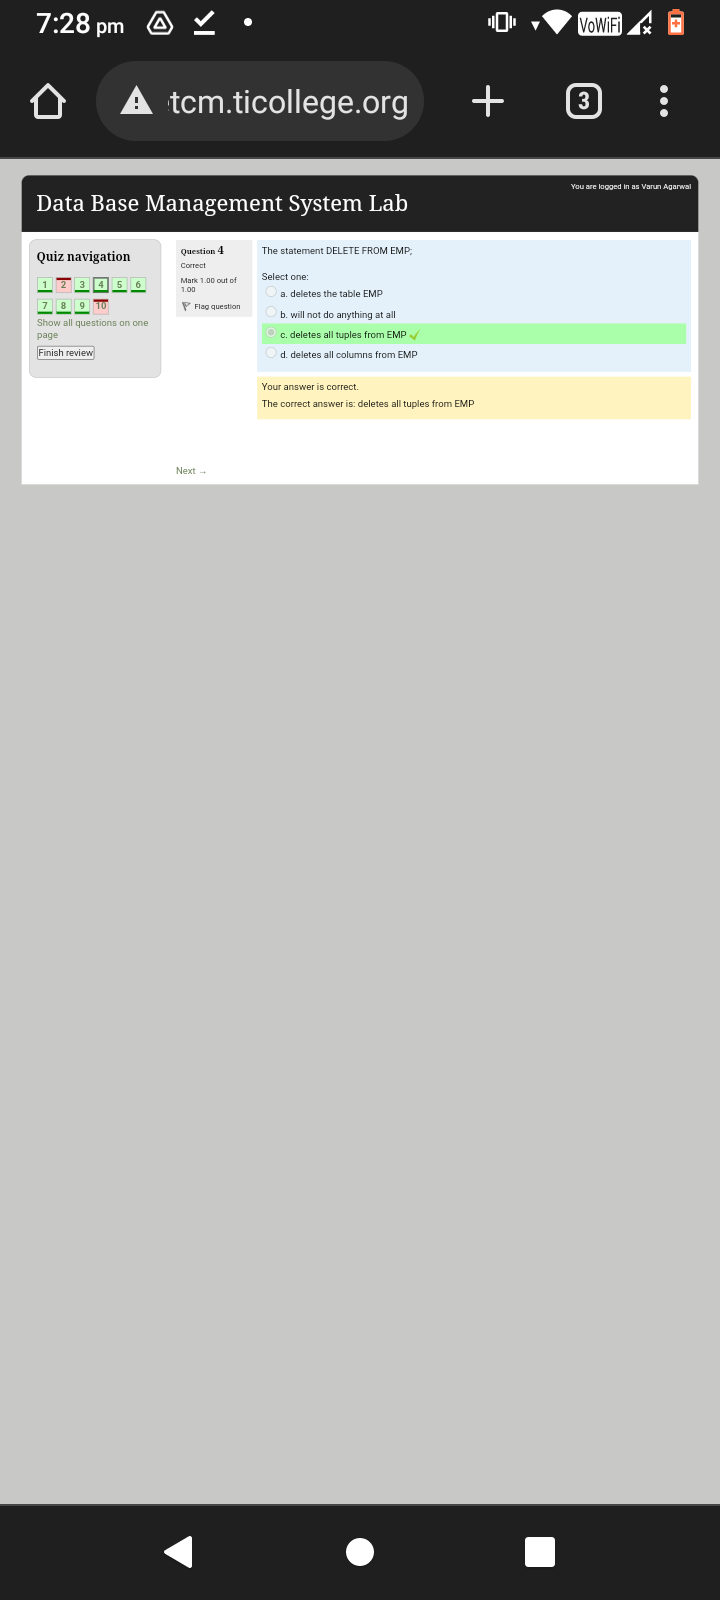 7:28 pm
VoWiFi
tcm.ticollege.org
3
You are logged in as Varun Agarwal
Data Base Management System Lab
Quiz navigation
1 2 3 4 5 6
7 8 9 10
Show all questions on one
page
Finish review
Question 4
Correct
Mark 1.00 out of
1.00
Flag question
The statement DELETE FROM EMP;
Select one:
a. deletes the table EMP
b. will not do anything at all
c. deletes all tuples from EMP
d. deletes all columns from EMP
Your answer is correct.
The correct answer is: deletes all tuples from EMP
Next →